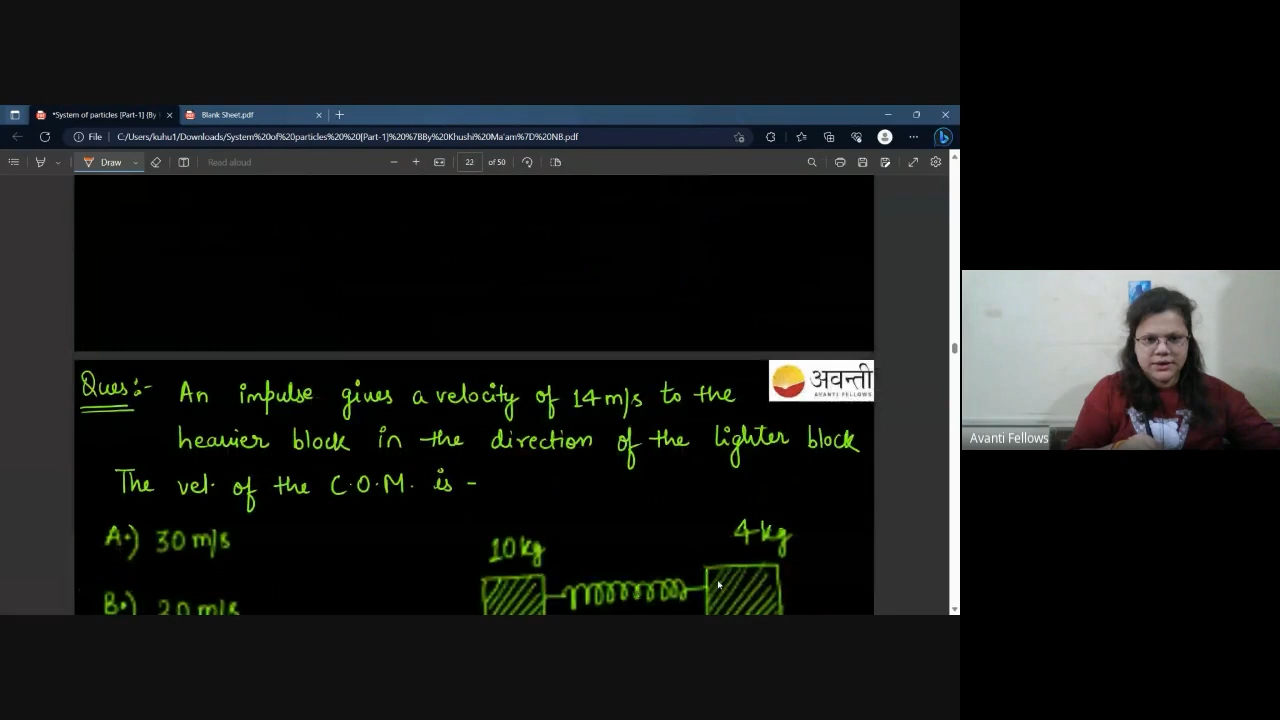 *System of particles [Part-1] (By
Blank Sheet.pdf
File
C:/Users/kuhu1/Downloads/System%20of%20particles%20%20[Part-1]%20%7BBy%20Khushi%20Ma'am%7D%20NB.pdf
Draw
Read aloud
22
of 50
अवन्ती
AVANTI FELLOWS
Ques:- An impulse gives a velocity of 14 m/s to the
heavier block in the direction of the lighter block
The vel. of the C.O.M. is -
A.) 30 m/s
10 kg
4 kg
B.) 20 m/s
Avanti Fellows